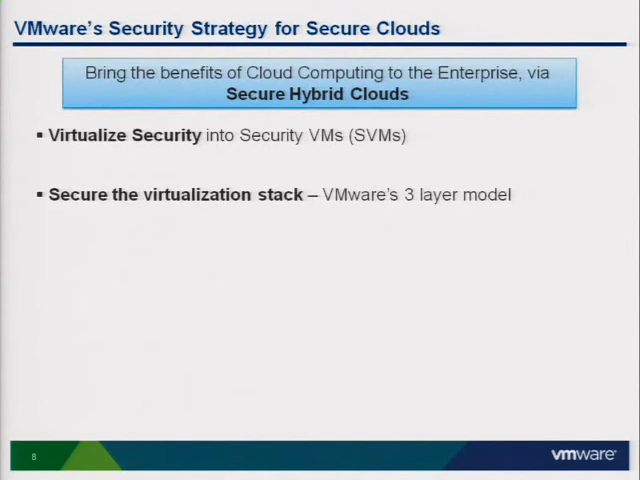 VMware's Security Strategy for Secure Clouds
Bring the benefits of Cloud Computing to the Enterprise, via
Secure Hybrid Clouds
▪ Virtualize Security into Security VMs (SVMs)
▪ Secure the virtualization stack – VMware's 3 layer model
8
vmware